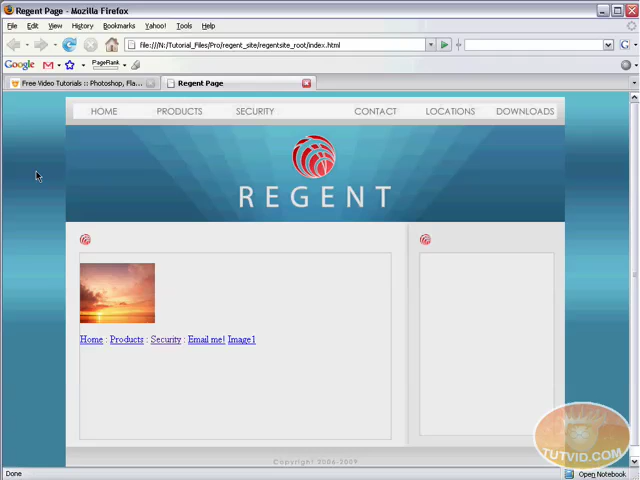 Regent Page - Mozilla Firefox
File Edit View History Bookmarks Yahoo! Tools Help
file:///N:/Tutorial_Files/Pro/regent_site/regentsite_root/index.html
G
Google M PageRank
Free Video Tutorials :: Photoshop, Fla... Regent Page
HOME PRODUCTS SECURITY CONTACT LOCATIONS DOWNLOADS
REGENT
Home : Products : Security : Email me! Image1
TUTVID.COM
Copyright 2006-2009
Done Open Notebook